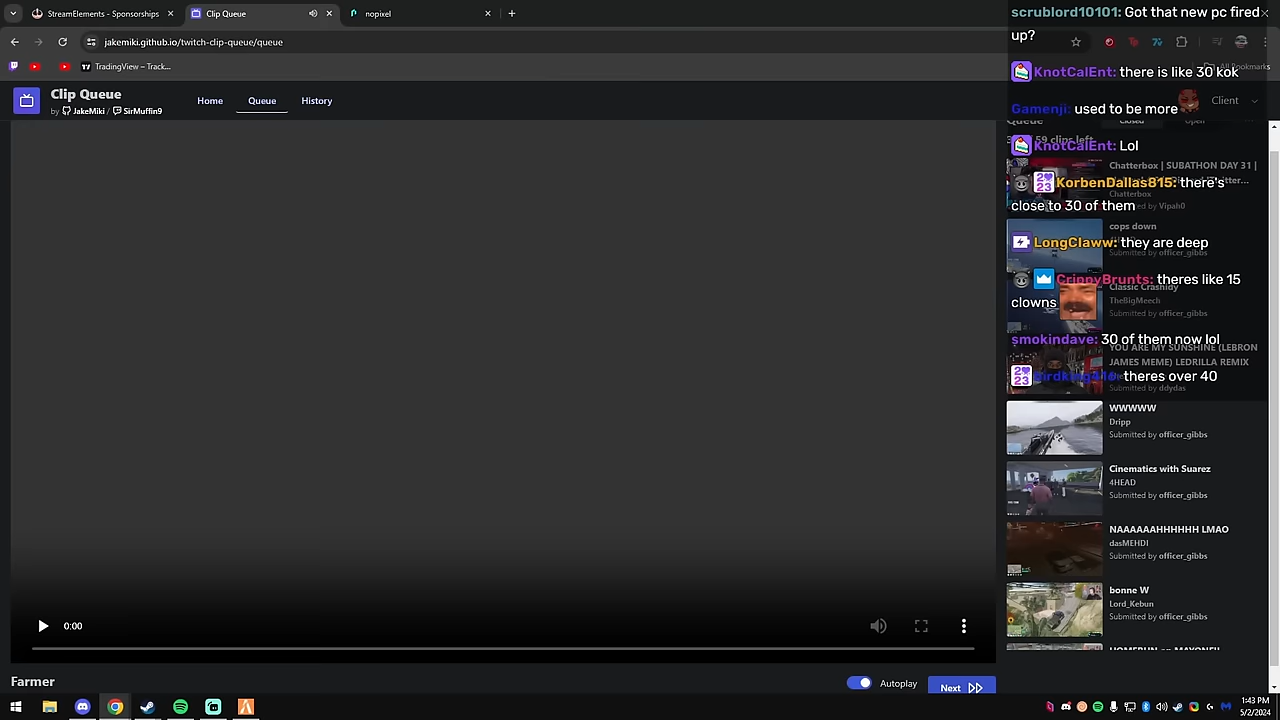 StreamElements - Sponsorships
Clip Queue
nopixel
jakemiki.github.io/twitch-clip-queue/queue
TradingView – Track...
All Bookmarks
Clip Queue
by JakeMiki / SirMuffin9
Home
Queue
History
Client
scrublord10101: Got that new pc fired
up?
KnotCalEnt: there is like 30 kok
Gamenji: used to be more
Queue
Closed
Open
59 clips left
KnotCalEnt: Lol
Chatterbox | SUBATHON DAY 31 |
KorbenDallas815: there's
close to 30 of them
Chatterbox
Submitted by Vipah0
cops down
LongClaww: they are deep
Submitted by officer_gibbs
CrippyBrunts: theres like 15
clowns
Classic Crashidy
TheBigMeech
Submitted by officer_gibbs
smokindave: 30 of them now lol
YOU ARE MY SUNSHINE (LEBRON
JAMES MEME) LEDRILLA REMIX
theres over 40
Submitted by ddydas
WWWWW
Dripp
Submitted by officer_gibbs
Cinematics with Suarez
4HEAD
Submitted by officer_gibbs
NAAAAAAHHHHHH LMAO
dasMEHDI
Submitted by officer_gibbs
bonne W
Lord_Kebun
Submitted by officer_gibbs
0:00
Farmer
Autoplay
Next
1:43 PM
5/2/2024